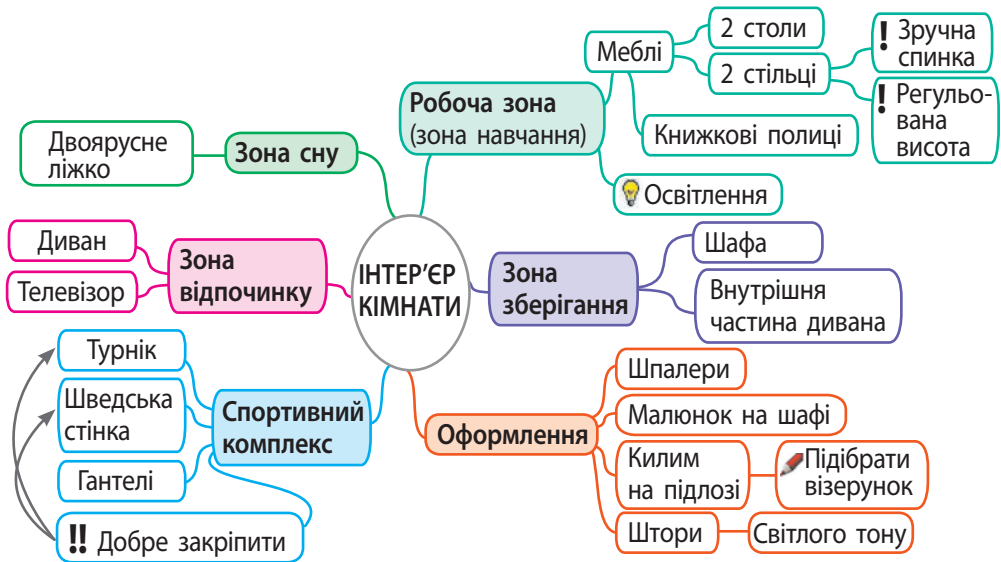 ІНТЕР'ЄР
КІМНАТИ
Робоча зона
(зона навчання)
Меблі
2 столи
2 стільці
! Зручна
спинка
! Регульо-
вана
висота
Книжкові полиці
Освітлення
Зона
зберігання
Шафа
Внутрішня
частина дивана
Оформлення
Шпалери
Малюнок на шафі
Килим
на підлозі
Підібрати
візерунок
Штори
Світлого тону
Спортивний
комплекс
Турнік
Шведська
стінка
Гантелі
!! Добре закріпити
Зона
відпочинку
Диван
Телевізор
Зона сну
Двоярусне
ліжко